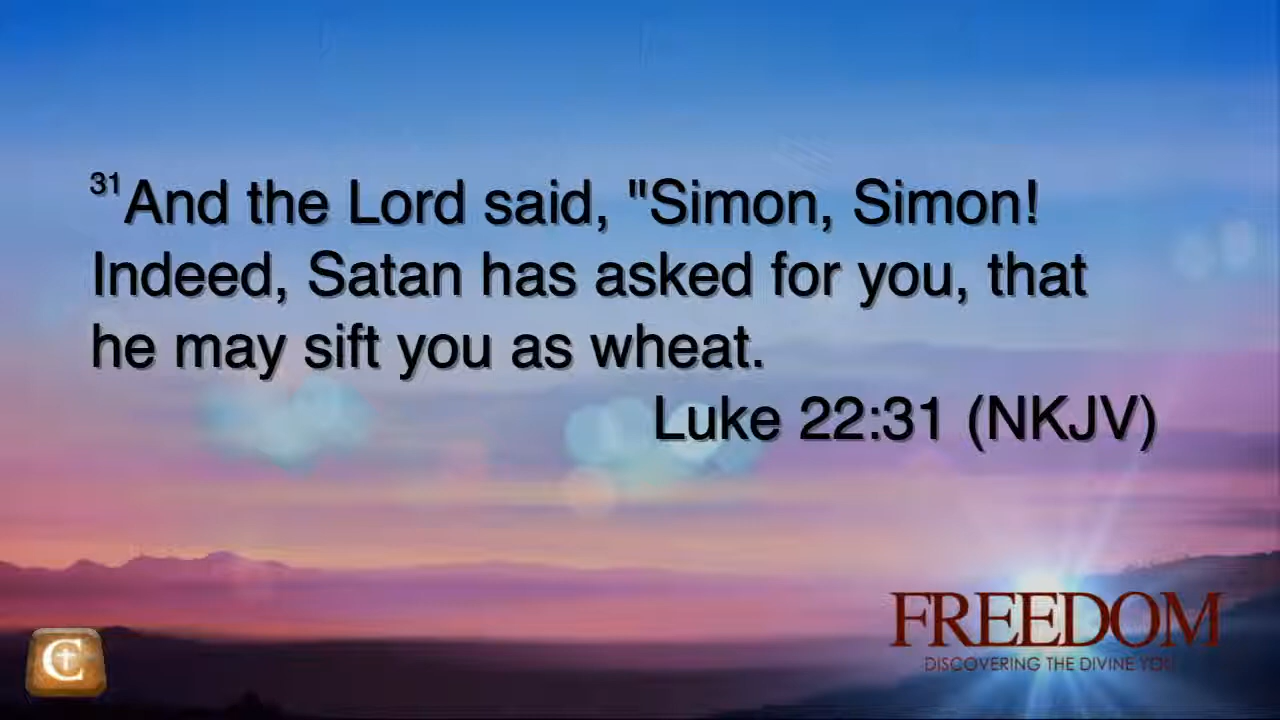 ³¹And the Lord said, "Simon, Simon!
Indeed, Satan has asked for you, that
he may sift you as wheat.
Luke 22:31 (NKJV)
FREEDOM
DISCOVERING THE DIVINE YOU
C